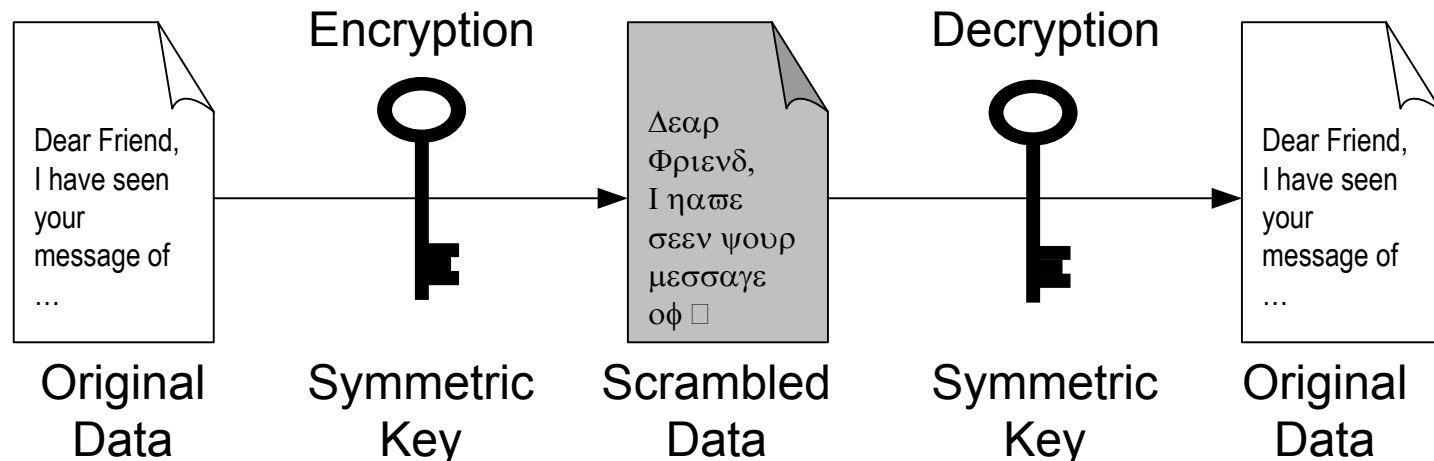 Encryption
Decryption
Dear Friend,
I have seen
your
message of
…
Δεαρ
Φριενδ,
Ι ηαϖε
σεεν ψουρ
μεσσαγε
οϕ □
Dear Friend,
I have seen
your
message of
…
Original
Data
Symmetric
Key
Scrambled
Data
Symmetric
Key
Original
Data